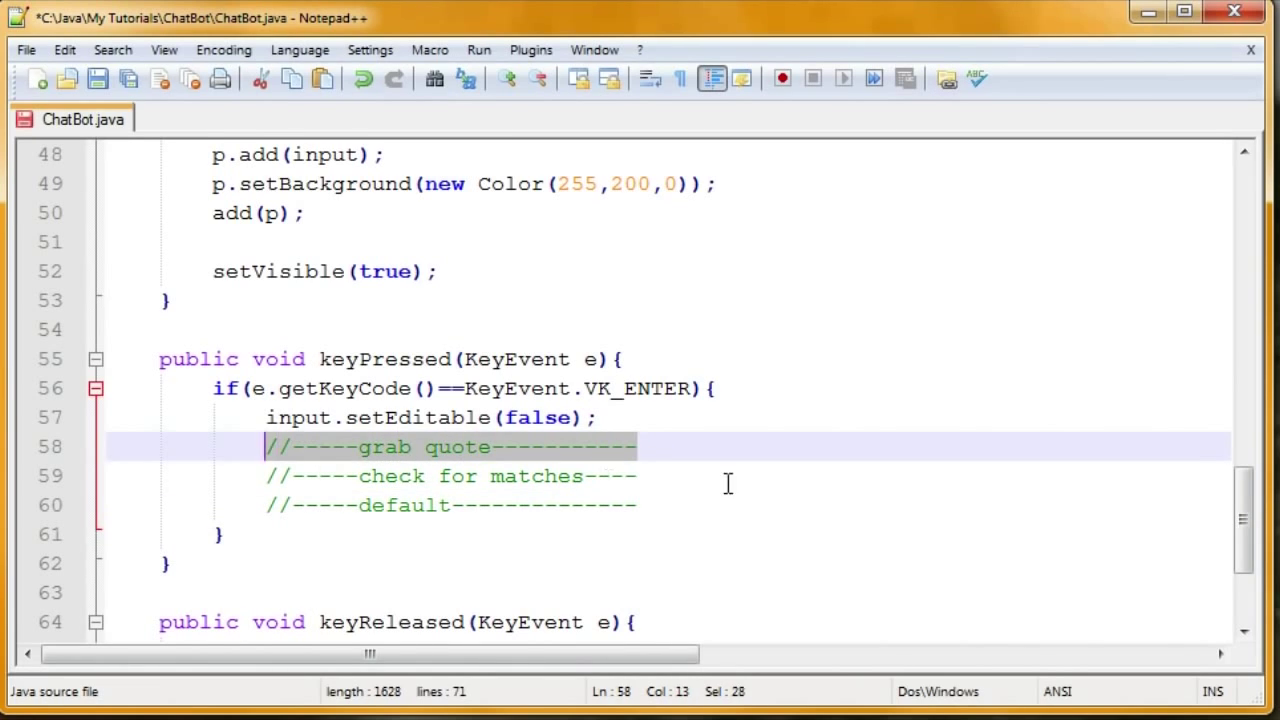 *C:\Java\My Tutorials\ChatBot\ChatBot.java - Notepad++
File Edit Search View Encoding Language Settings Macro Run Plugins Window ? X
ABC
ChatBot.java
48 p.add(input);
49 p.setBackground(new Color(255,200,0));
50 add(p);
51
52 setVisible(true);
53 }
54
55 public void keyPressed(KeyEvent e){
56 if(e.getKeyCode()==KeyEvent.VK_ENTER){
57 input.setEditable(false);
58 //-----grab quote-----------
59 //-----check for matches----
60 //-----default--------------
61 }
62 }
63
64 public void keyReleased(KeyEvent e){
Java source file length : 1628 lines : 71 Ln : 58 Col : 13 Sel : 28 Dos\Windows ANSI INS